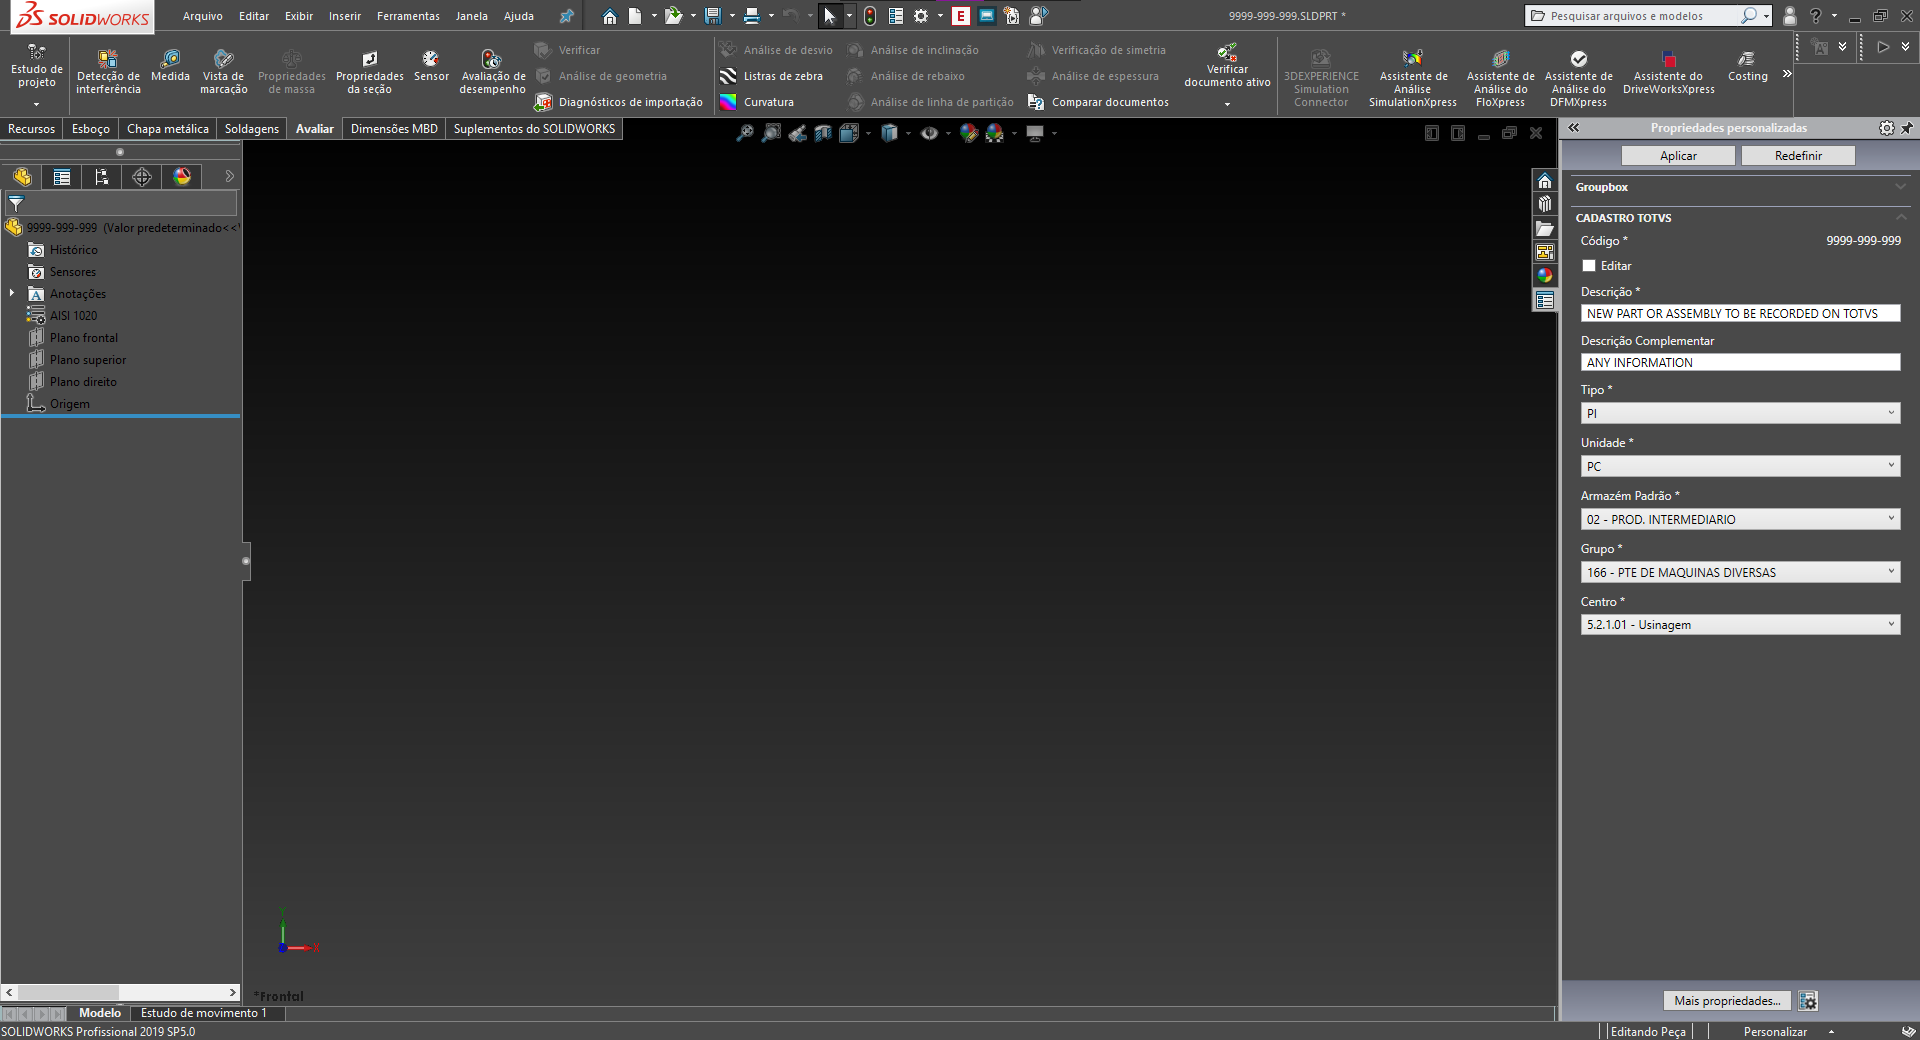 SOLIDWORKS
Arquivo Editar Exibir Inserir Ferramentas Janela Ajuda
E
9999-999-999.SLDPRT *
Pesquisar arquivos e modelos
?
Estudo de projeto
Detecção de interferência
Medida
Vista de marcação
Propriedades de massa
Propriedades da seção
Sensor
Avaliação de desempenho
Verificar
Análise de geometria
Diagnósticos de importação
Análise de desvio
Listras de zebra
Curvatura
Análise de inclinação
Análise de rebaixo
Análise de linha de partição
Verificação de simetria
Análise de espessura
Comparar documentos
Verificar documento ativo
3DEXPERIENCE Simulation Connector
Assistente de Análise SimulationXpress
Assistente de Análise do FloXpress
Assistente de Análise do DFMXpress
Assistente do DriveWorksXpress
Costing
Recursos Esboço Chapa metálica Soldagens Avaliar Dimensões MBD Suplementos do SOLIDWORKS
9999-999-999 (Valor predeterminado<<
Histórico
Sensores
Anotações
AISI 1020
Plano frontal
Plano superior
Plano direito
Origem
Y
X
*Frontal
Propriedades personalizadas
Aplicar Redefinir
Groupbox
CADASTRO TOTVS
Código * 9999-999-999
Editar
Descrição *
NEW PART OR ASSEMBLY TO BE RECORDED ON TOTVS
Descrição Complementar
ANY INFORMATION
Tipo *
PI
Unidade *
PC
Armazém Padrão *
02 - PROD. INTERMEDIARIO
Grupo *
166 - PTE DE MAQUINAS DIVERSAS
Centro *
5.2.1.01 - Usinagem
Mais propriedades...
Modelo Estudo de movimento 1
SOLIDWORKS Profissional 2019 SP5.0
Editando Peça
Personalizar